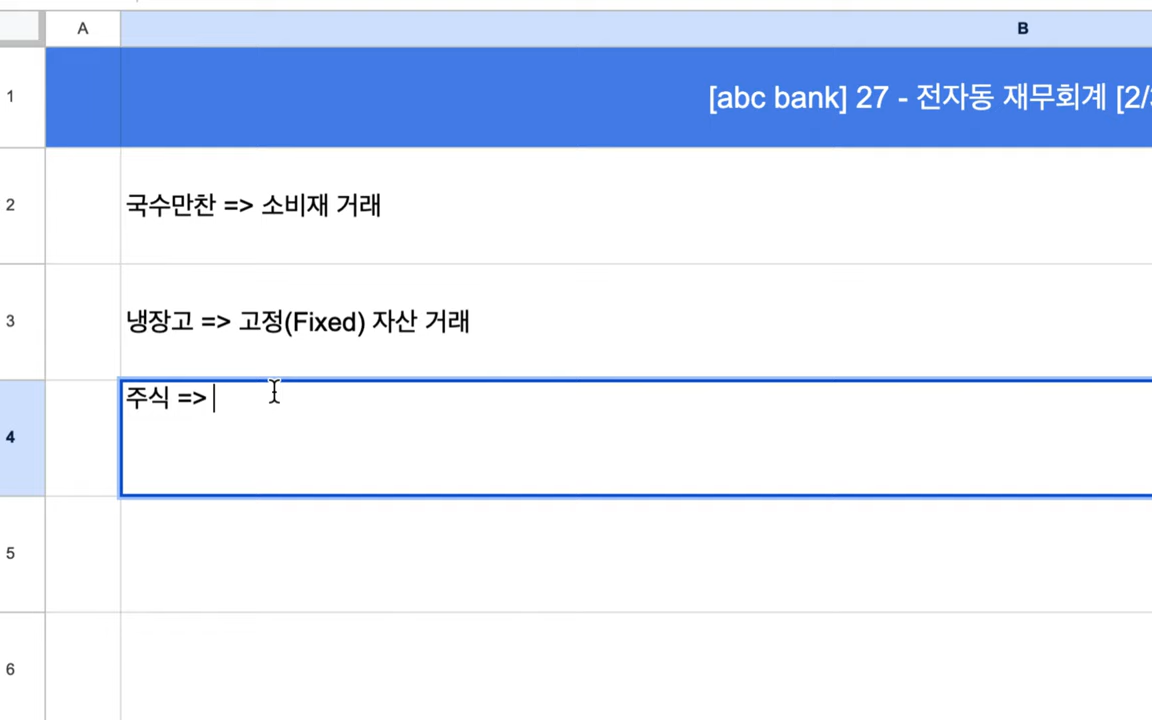 A
B
1
[abc bank] 27 - 전자동 재무회계 [2/
2
국수만찬 => 소비재 거래
3
냉장고 => 고정(Fixed) 자산 거래
4
주식 =>
5
6